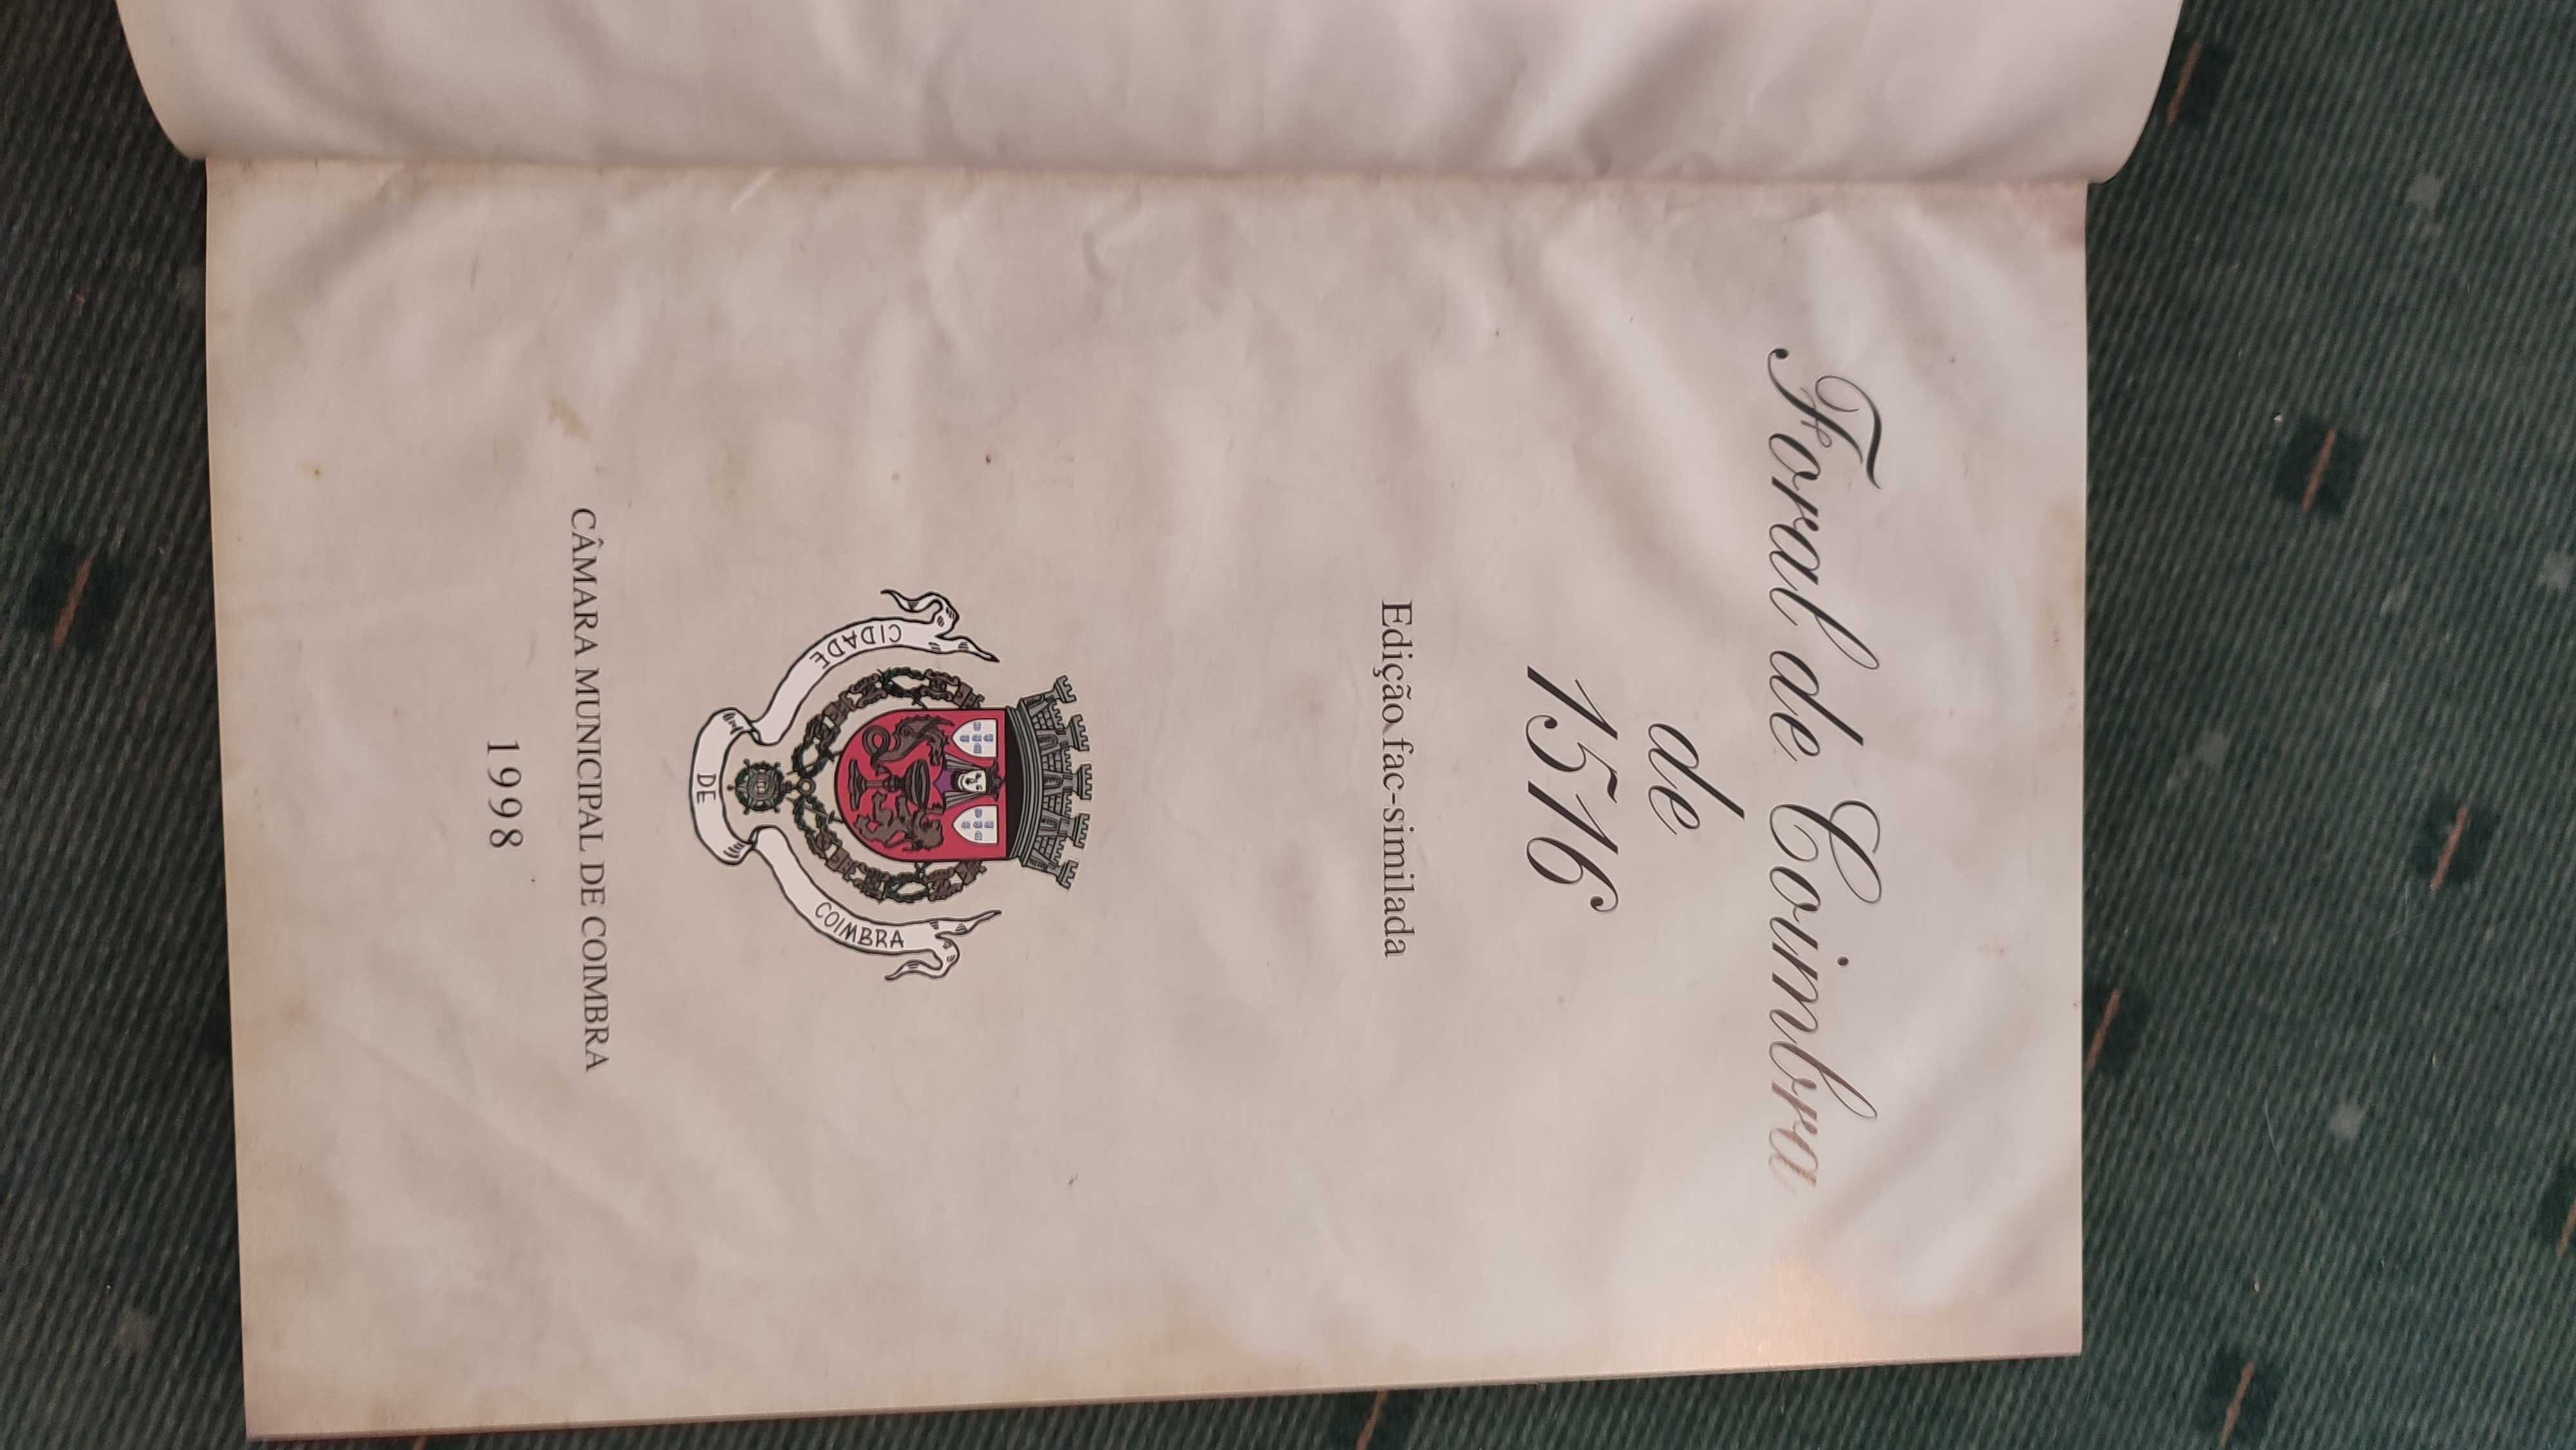 Foral de Coimbra
de
1516
Edição fac-similada
CIDADE DE COIMBRA
CÂMARA MUNICIPAL DE COIMBRA
1998